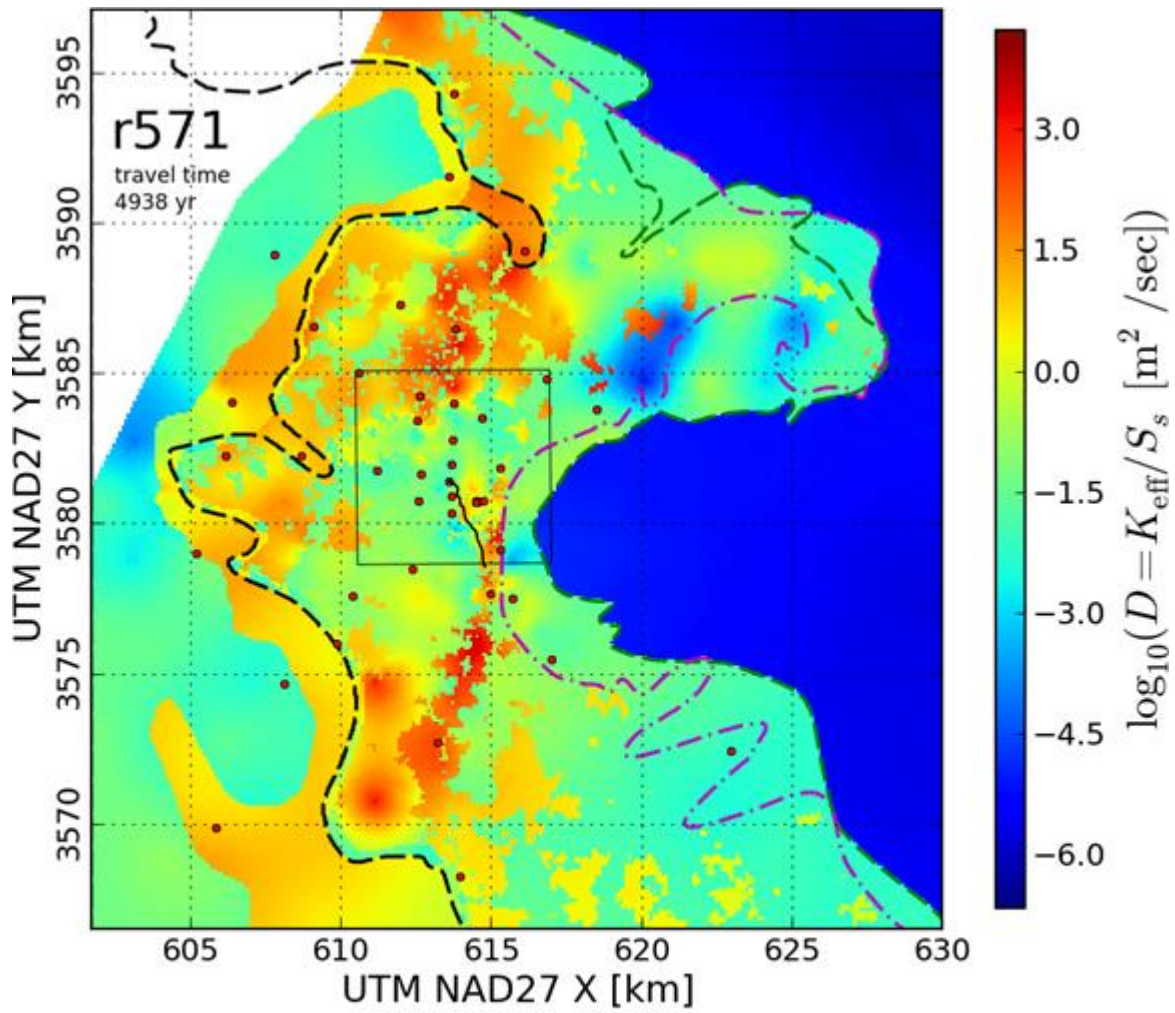 r571
travel time
4938 yr
3595
3590
3585
3580
3575
3570
UTM NAD27 Y [km]
605 610 615 620 625 630
UTM NAD27 X [km]
3.0
1.5
0.0
−1.5
−3.0
−4.5
−6.0
log₁₀(D = K_eff/S_s [m² /sec])